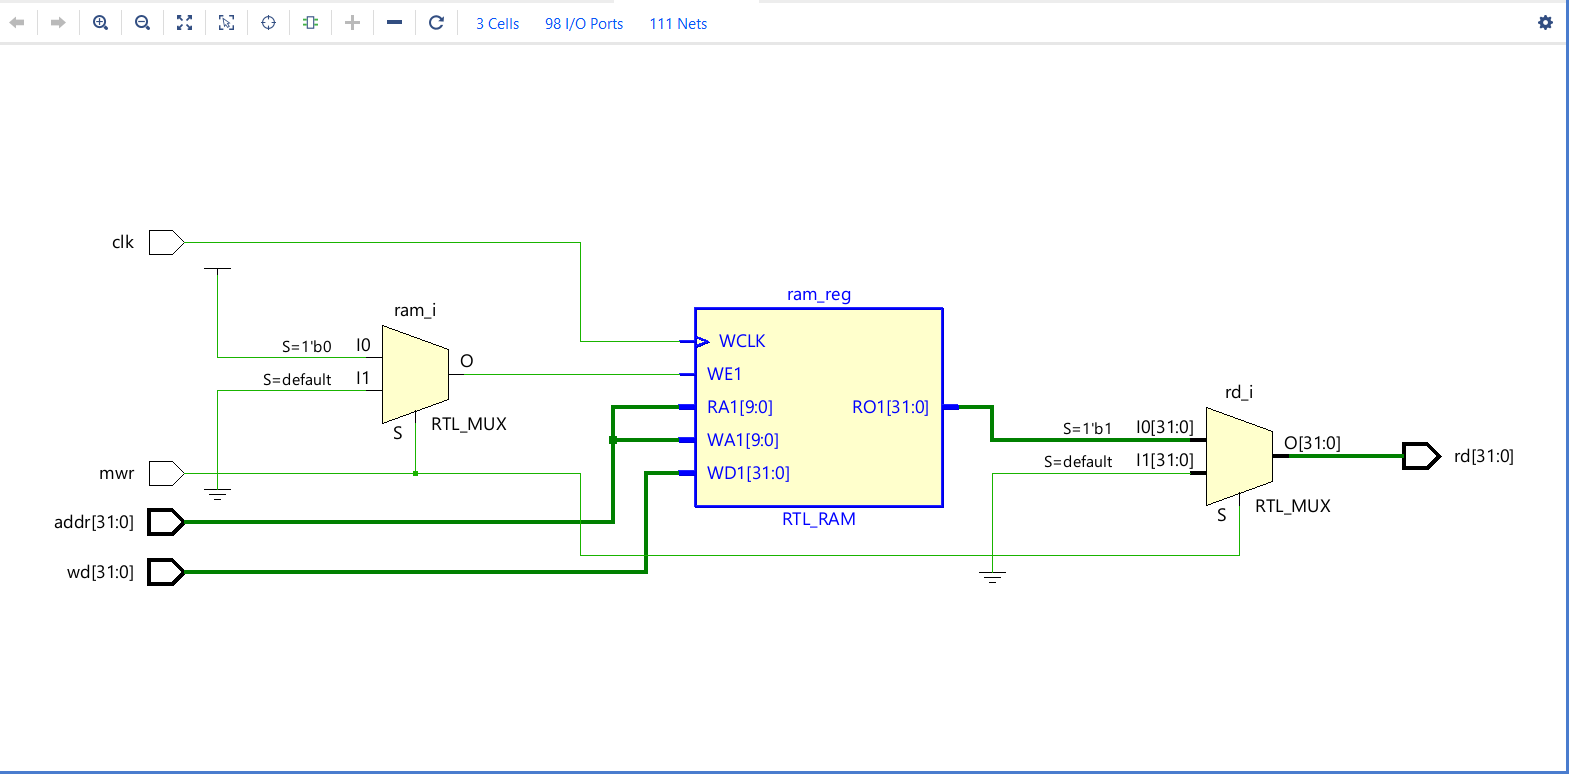 3 Cells 98 I/O Ports 111 Nets
clk
ram_i
S=1'b0 I0
S=default I1
O
S
RTL_MUX
mwr
addr[31:0]
wd[31:0]
ram_reg
WCLK
WE1
RA1[9:0] RO1[31:0]
WA1[9:0]
WD1[31:0]
RTL_RAM
rd_i
S=1'b1 I0[31:0]
S=default I1[31:0]
O[31:0]
S
RTL_MUX
rd[31:0]